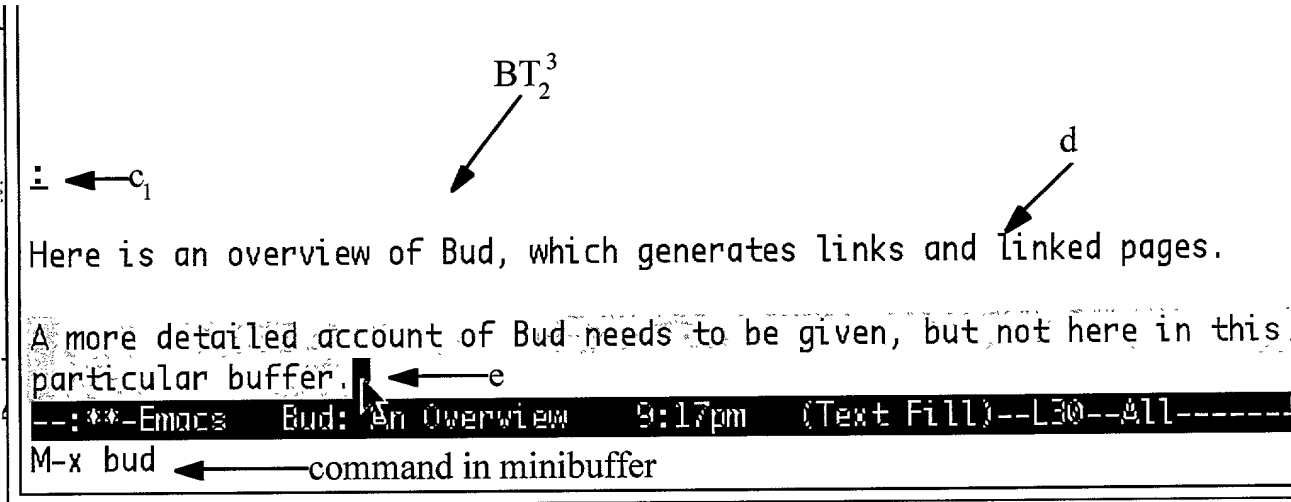 BT₂³
d
: c₁
Here is an overview of Bud, which generates links and linked pages.
A more detailed account of Bud needs to be given, but not here in this
particular buffer. e
--:**-Emacs Bud: An Overview 9:17pm (Text Fill)--L30--All-------
M-x bud command in minibuffer